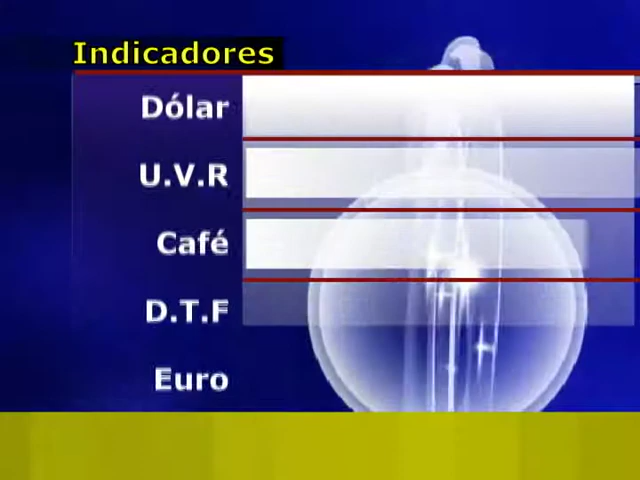 Indicadores
Dólar
U.V.R
Café
D.T.F
Euro